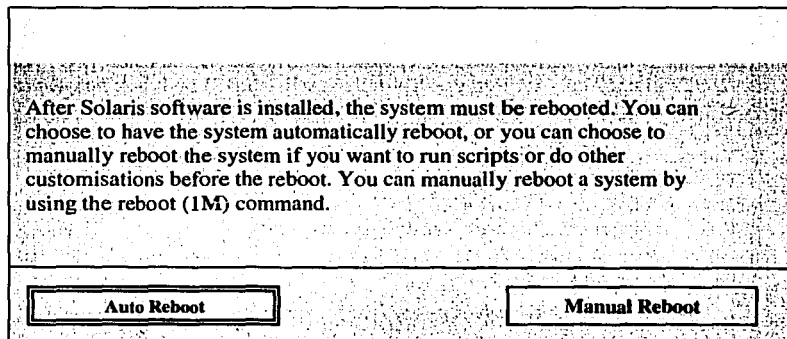 After Solaris software is installed, the system must be rebooted. You can
choose to have the system automatically reboot, or you can choose to
manually reboot the system if you want to run scripts or do other
customisations before the reboot. You can manually reboot a system by
using the reboot (1M) command.
Auto Reboot
Manual Reboot